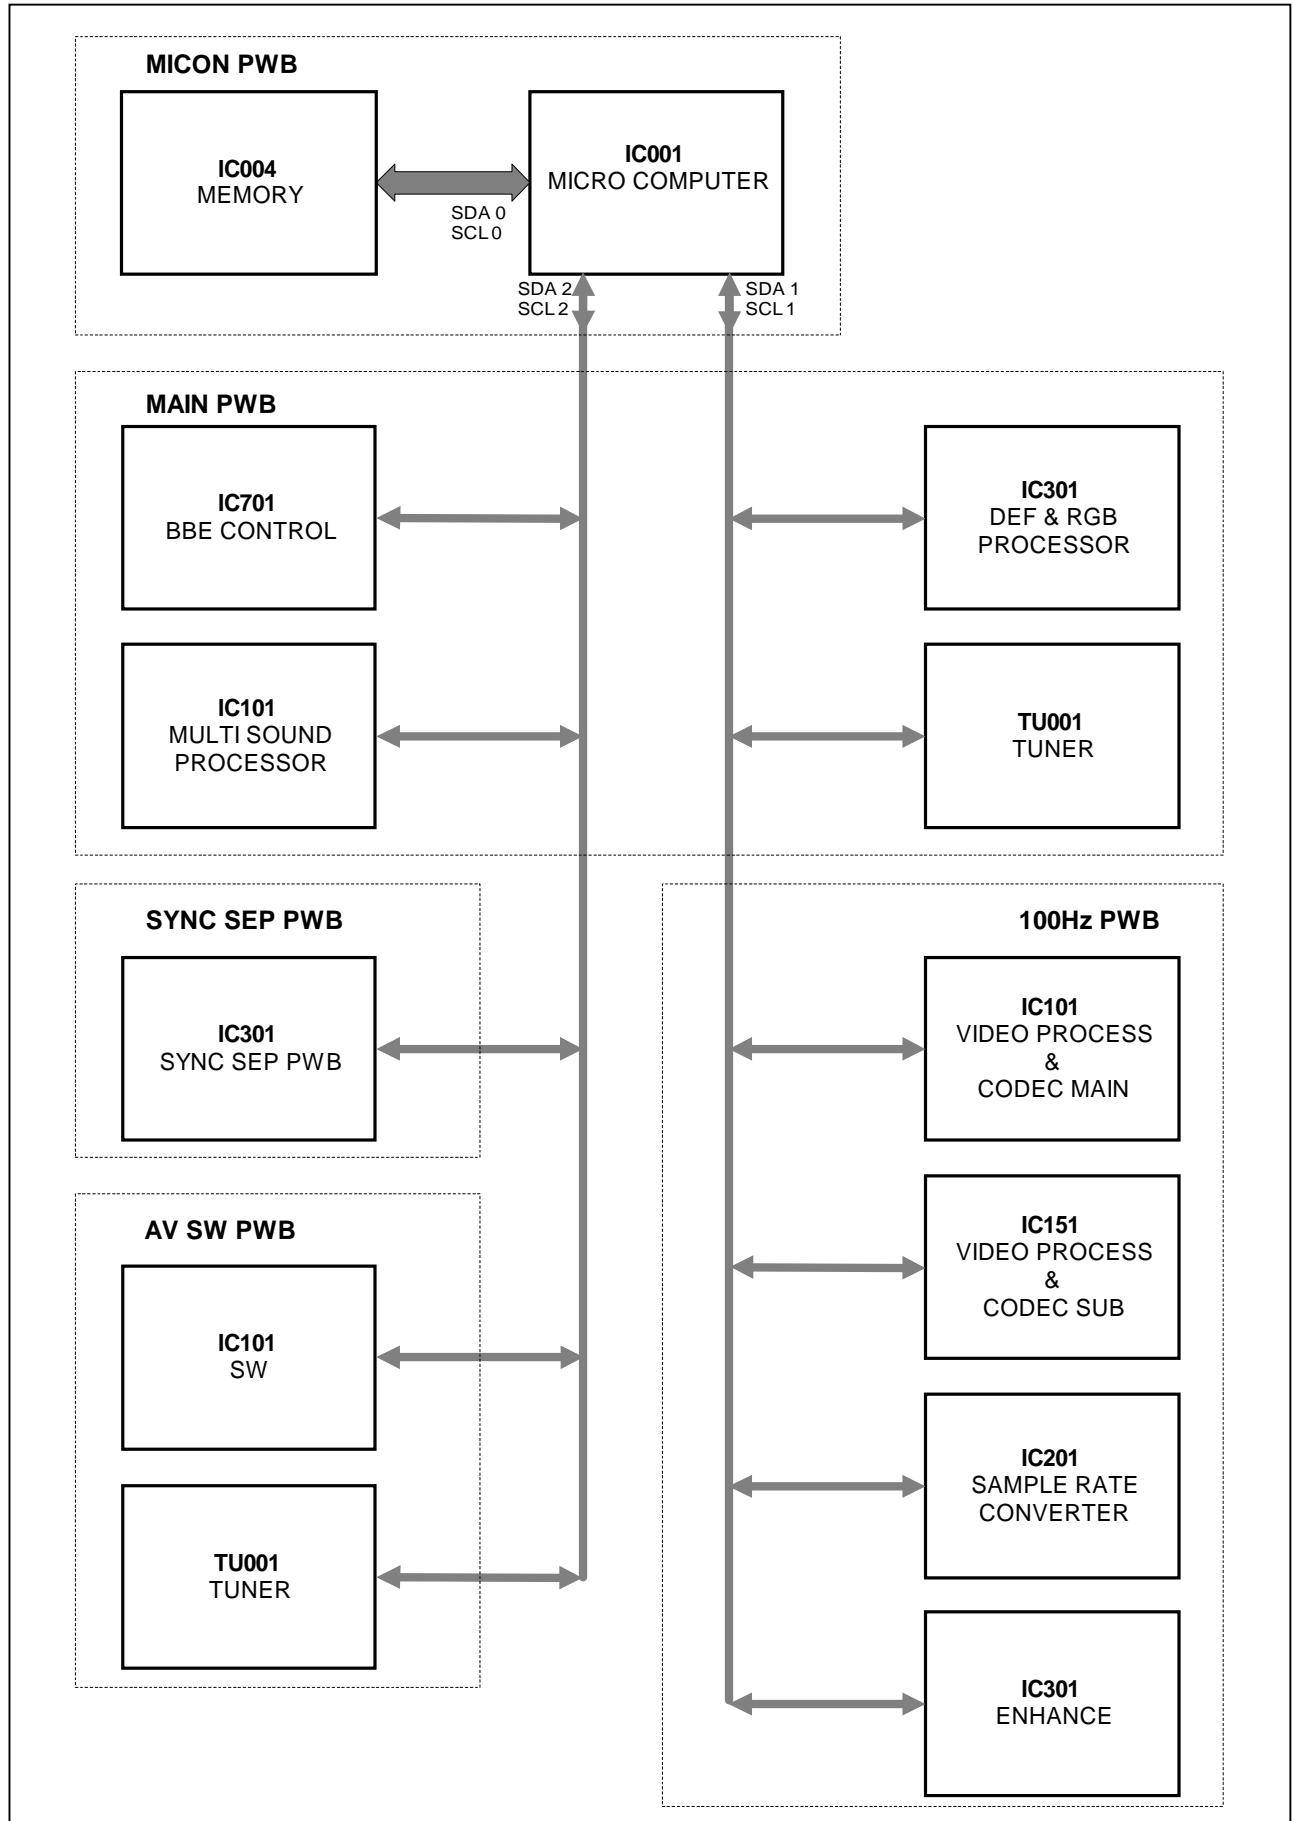 MICON PWB
IC004
MEMORY
IC001
MICRO COMPUTER
SDA 0
SCL 0
SDA 2
SCL 2
SDA 1
SCL 1
MAIN PWB
IC701
BBE CONTROL
IC301
DEF & RGB
PROCESSOR
IC101
MULTI SOUND
PROCESSOR
TU001
TUNER
SYNC SEP PWB
IC301
SYNC SEP PWB
AV SW PWB
IC101
SW
TU001
TUNER
100Hz PWB
IC101
VIDEO PROCESS
&
CODEC MAIN
IC151
VIDEO PROCESS
&
CODEC SUB
IC201
SAMPLE RATE
CONVERTER
IC301
ENHANCE